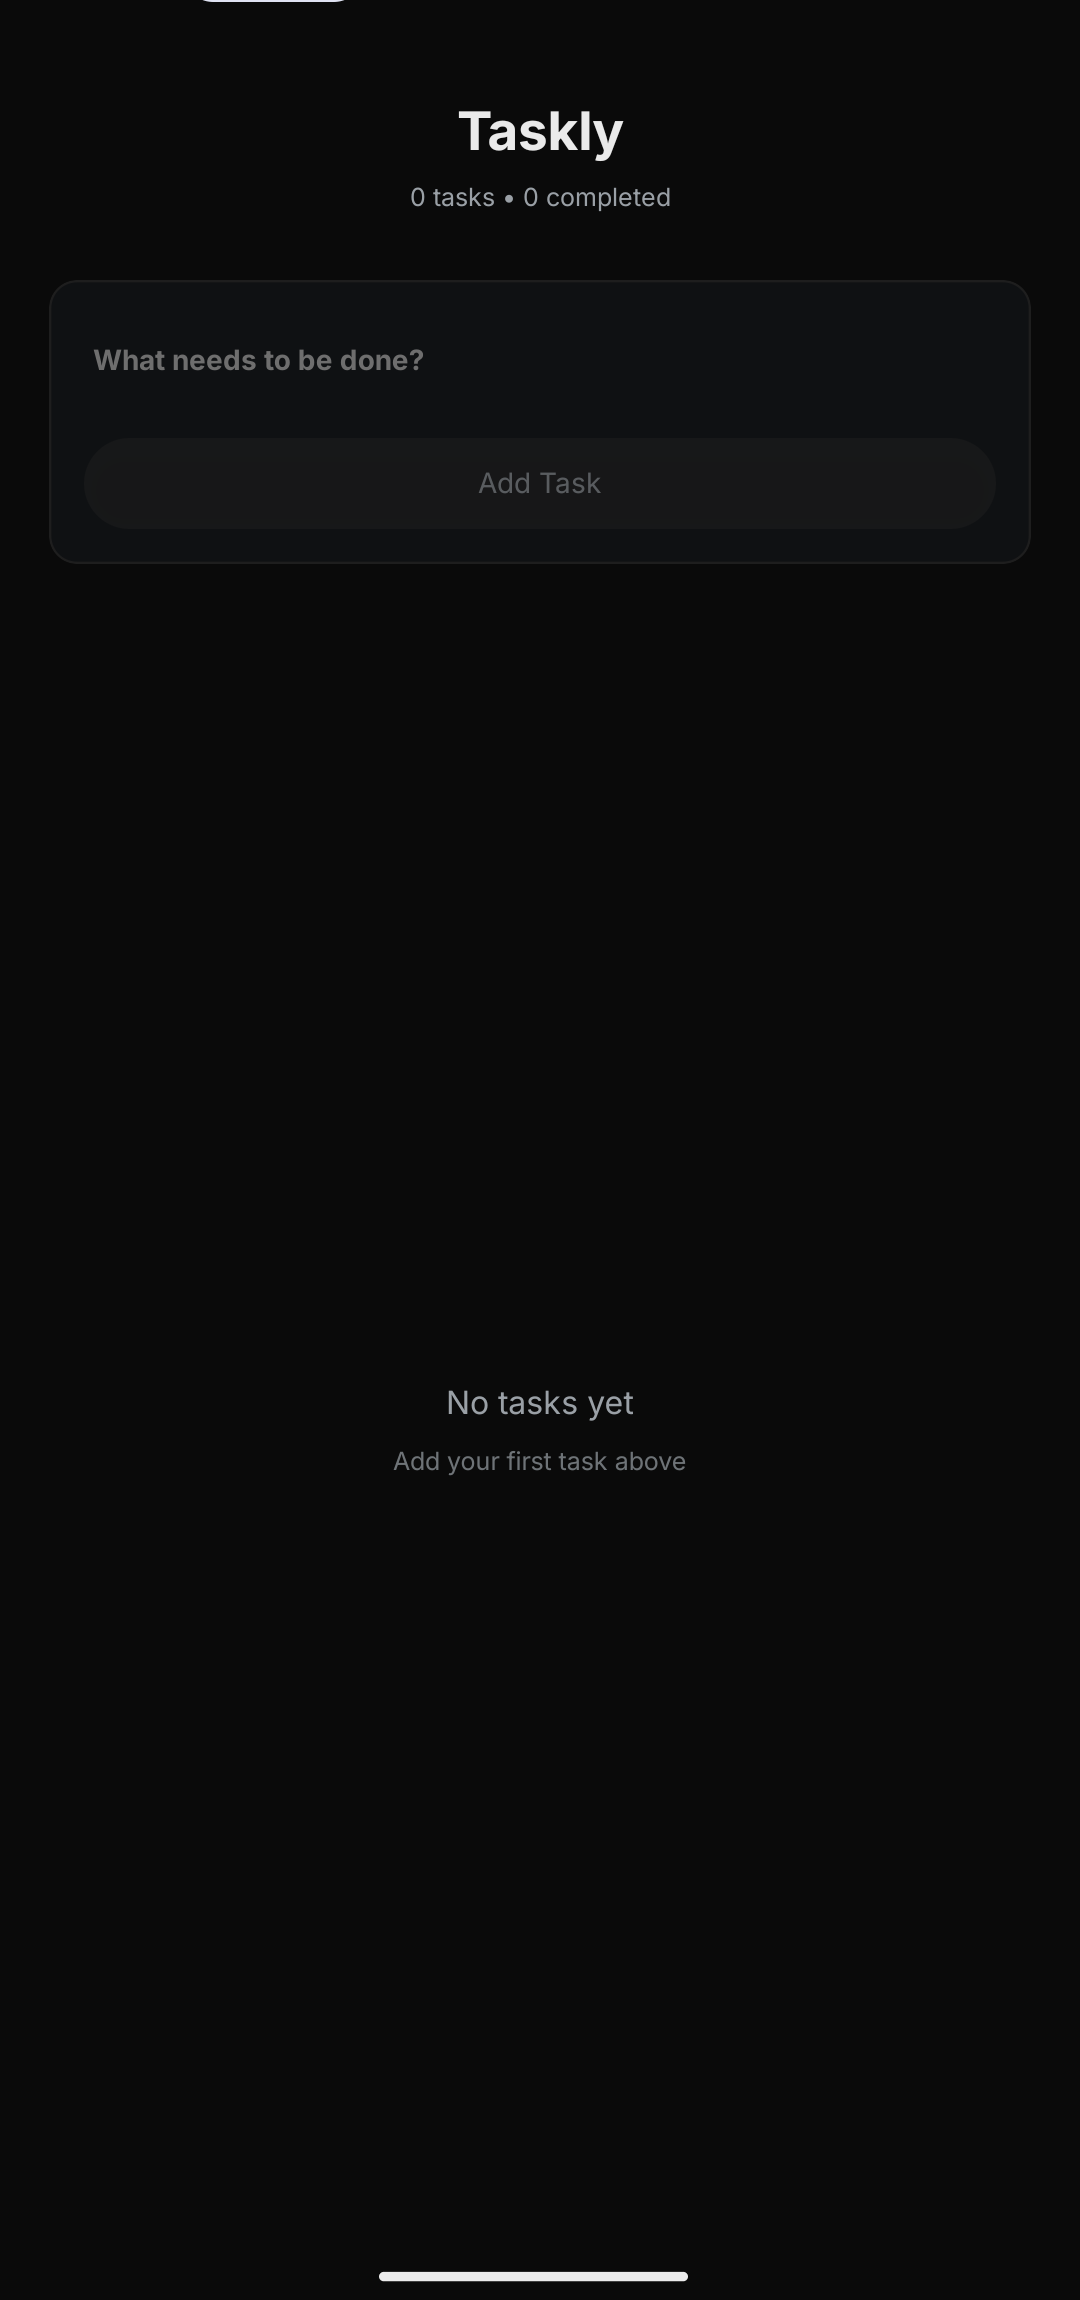 Taskly
0 tasks • 0 completed
What needs to be done?
Add Task
No tasks yet
Add your first task above